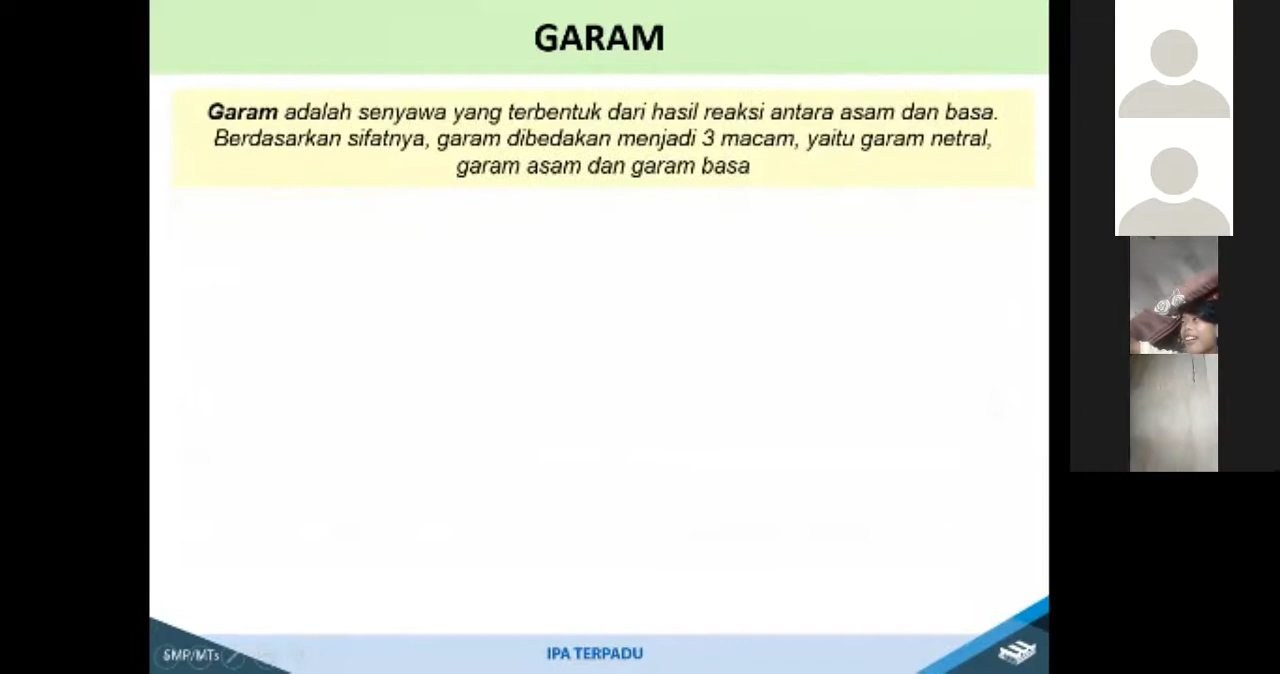 GARAM
Garam adalah senyawa yang terbentuk dari hasil reaksi antara asam dan basa.
Berdasarkan sifatnya, garam dibedakan menjadi 3 macam, yaitu garam netral,
garam asam dan garam basa
SMP/MTs
IPA TERPADU